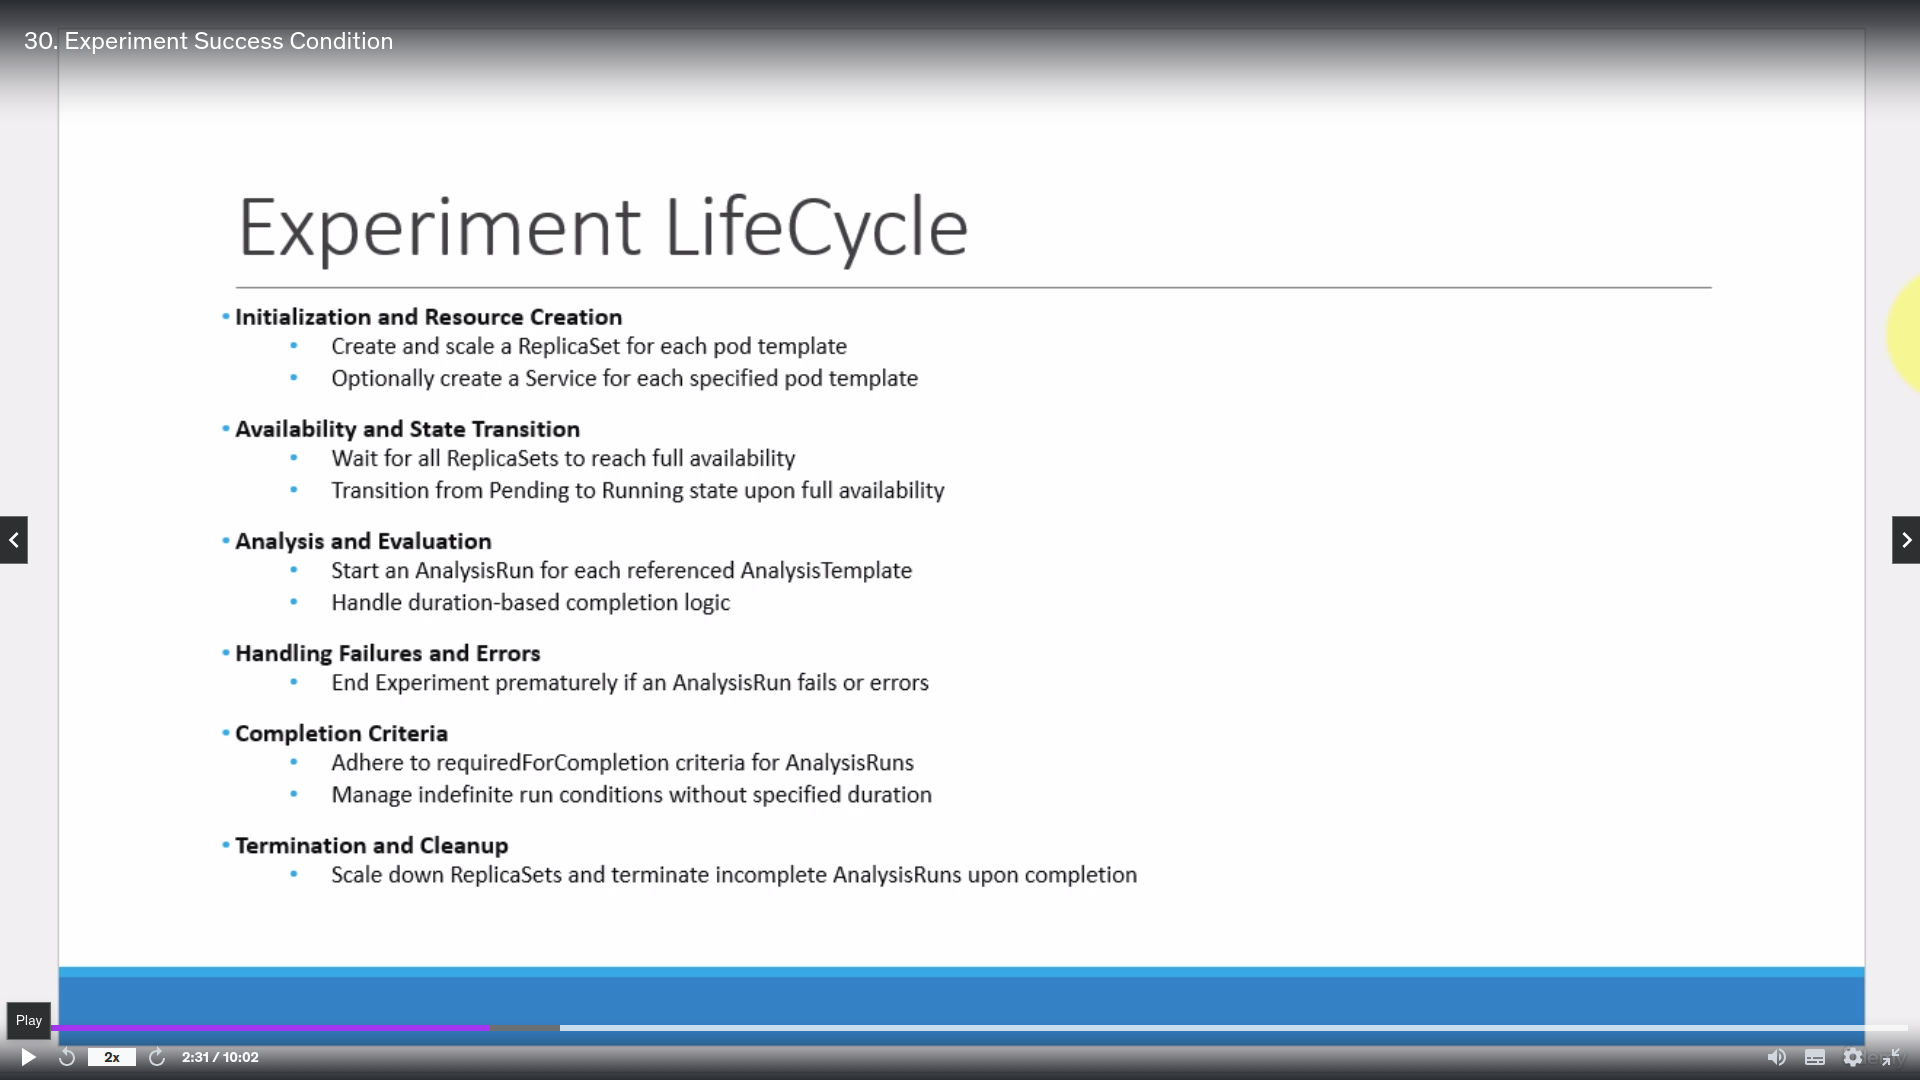 30. Experiment Success Condition
Experiment LifeCycle
• Initialization and Resource Creation
• Create and scale a ReplicaSet for each pod template
• Optionally create a Service for each specified pod template
• Availability and State Transition
• Wait for all ReplicaSets to reach full availability
• Transition from Pending to Running state upon full availability
• Analysis and Evaluation
• Start an AnalysisRun for each referenced AnalysisTemplate
• Handle duration-based completion logic
• Handling Failures and Errors
• End Experiment prematurely if an AnalysisRun fails or errors
• Completion Criteria
• Adhere to requiredForCompletion criteria for AnalysisRuns
• Manage indefinite run conditions without specified duration
• Termination and Cleanup
• Scale down ReplicaSets and terminate incomplete AnalysisRuns upon completion
Play
2x
2:31 / 10:02